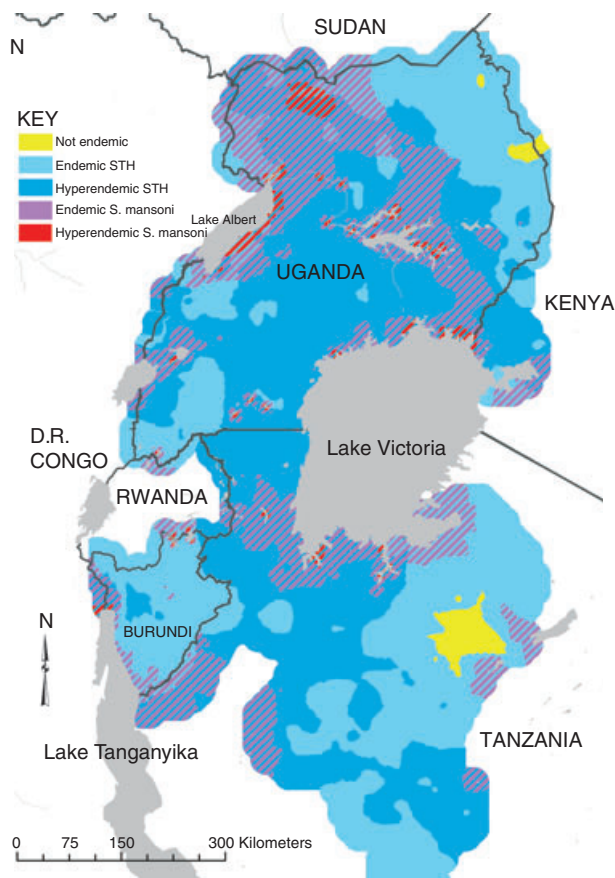 SUDAN
N
KEY
Not endemic
Endemic STH
Hyperendemic STH
Endemic S. mansoni
Hyperendemic S. mansoni
Lake Albert
UGANDA
KENYA
D.R.
CONGO
Lake Victoria
RWANDA
N
BURUNDI
TANZANIA
Lake Tanganyika
0 75 150 300 Kilometers